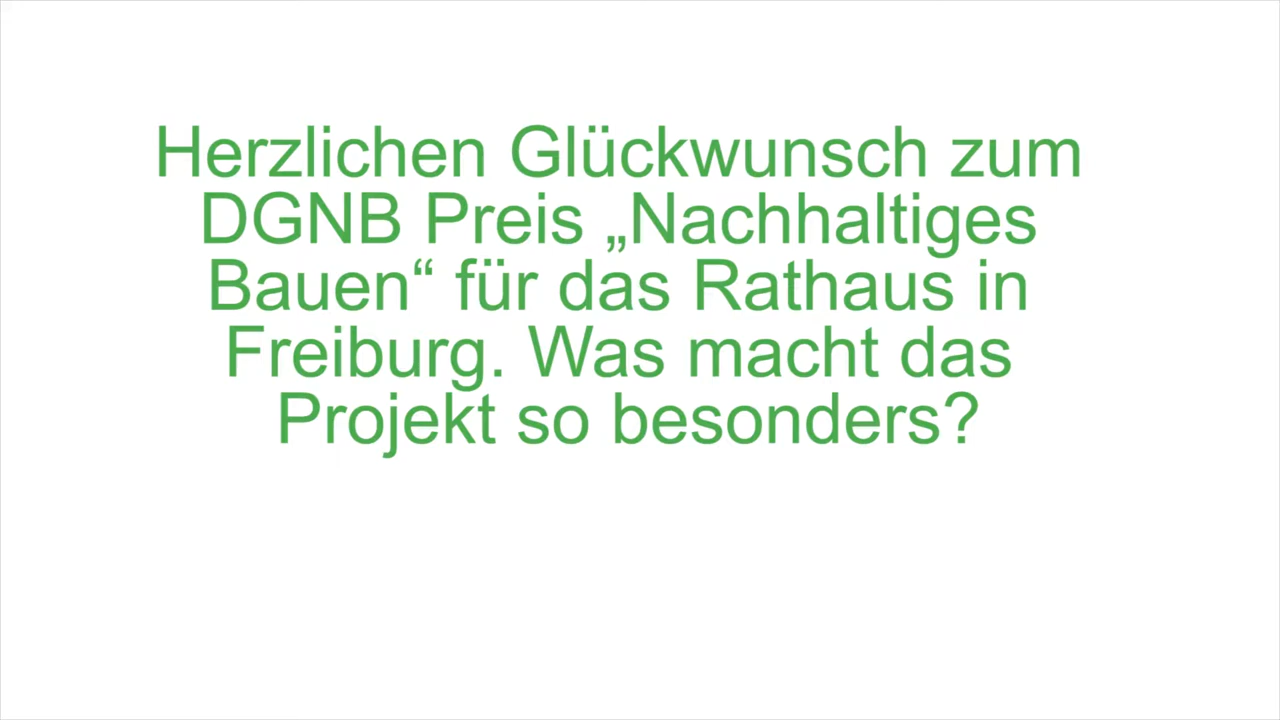 Herzlichen Glückwunsch zum
DGNB Preis „Nachhaltiges
Bauen“ für das Rathaus in
Freiburg. Was macht das
Projekt so besonders?